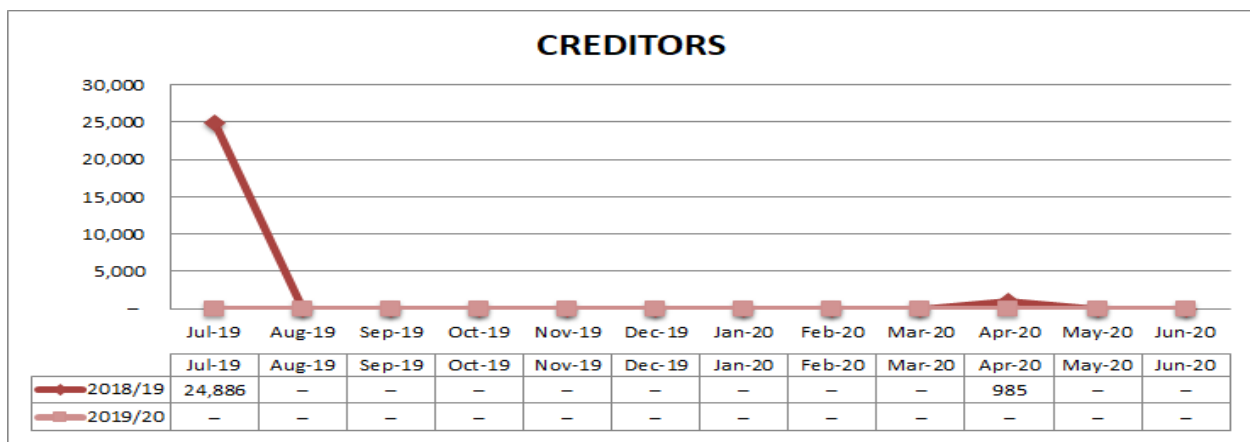 CREDITORS
30,000
25,000
20,000
15,000
10,000
5,000
–
Jul-19 Aug-19 Sep-19 Oct-19 Nov-19 Dec-19 Jan-20 Feb-20 Mar-20 Apr-20 May-20 Jun-20
Jul-19 Aug-19 Sep-19 Oct-19 Nov-19 Dec-19 Jan-20 Feb-20 Mar-20 Apr-20 May-20 Jun-20
2018/19 24,886 – – – – – – – – 985 – –
2019/20 – – – – – – – – – – – –